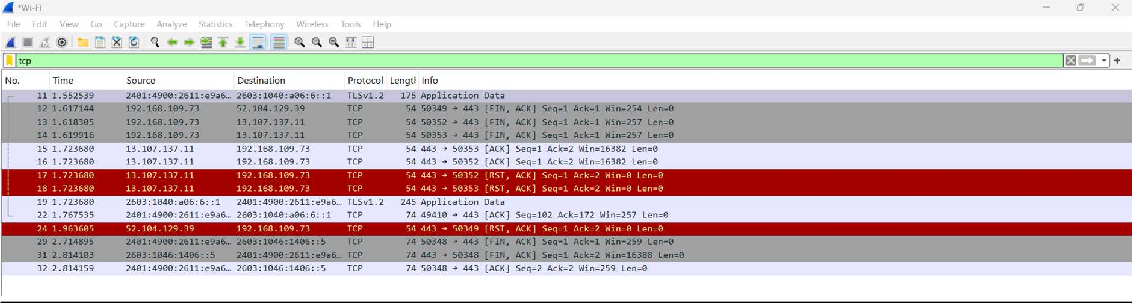 *Wi-Fi
File Edit View Go Capture Analyze Statistics Telephony Wireless Tools Help
tcp
No. Time Source Destination Protocol Length Info
11 1.552539 2401:4900:2611:e9a6… 2603:1040:a06:6::1 TLSv1.2 175 Application Data
12 1.617144 192.168.109.73 52.104.129.39 TCP 54 50349 → 443 [FIN, ACK] Seq=1 Ack=1 Win=254 Len=0
13 1.618305 192.168.109.73 13.107.137.11 TCP 54 50352 → 443 [FIN, ACK] Seq=1 Ack=1 Win=257 Len=0
14 1.619916 192.168.109.73 13.107.137.11 TCP 54 50353 → 443 [FIN, ACK] Seq=1 Ack=1 Win=257 Len=0
15 1.723680 13.107.137.11 192.168.109.73 TCP 54 443 → 50353 [ACK] Seq=1 Ack=2 Win=16382 Len=0
16 1.723680 13.107.137.11 192.168.109.73 TCP 54 443 → 50352 [ACK] Seq=1 Ack=2 Win=16382 Len=0
17 1.723680 13.107.137.11 192.168.109.73 TCP 54 443 → 50352 [RST, ACK] Seq=1 Ack=2 Win=0 Len=0
18 1.723680 13.107.137.11 192.168.109.73 TCP 54 443 → 50353 [RST, ACK] Seq=1 Ack=2 Win=0 Len=0
19 1.723680 2603:1040:a06:6::1 2401:4900:2611:e9a6… TLSv1.2 245 Application Data
22 1.767535 2401:4900:2611:e9a6… 2603:1040:a06:6::1 TCP 74 49410 → 443 [ACK] Seq=102 Ack=172 Win=257 Len=0
24 1.963605 52.104.129.39 192.168.109.73 TCP 54 443 → 50349 [RST, ACK] Seq=1 Ack=2 Win=0 Len=0
29 2.714895 2401:4900:2611:e9a6… 2603:1046:1406::5 TCP 74 50348 → 443 [FIN, ACK] Seq=1 Ack=1 Win=259 Len=0
31 2.814103 2603:1046:1406::5 2401:4900:2611:e9a6… TCP 74 443 → 50348 [FIN, ACK] Seq=1 Ack=2 Win=16388 Len=0
32 2.814159 2401:4900:2611:e9a6… 2603:1046:1406::5 TCP 74 50348 → 443 [ACK] Seq=2 Ack=2 Win=259 Len=0